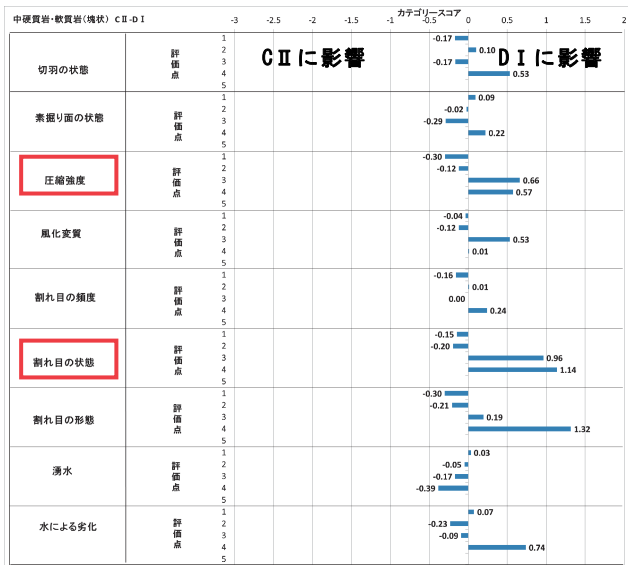 中硬質岩・軟質岩(塊状) CⅡ-DⅠ
カテゴリースコア
-3 -2.5 -2 -1.5 -1 -0.5 0 0.5 1 1.5 2
CⅡに影響 DⅠに影響
切羽の状態
評価点
1 -0.17
2 0.10
3 -0.17
4 0.53
5
素掘り面の状態
評価点
1 0.09
2 -0.02
3 -0.29
4 0.22
5
圧縮強度
評価点
1 -0.30
2 -0.12
3 0.66
4 0.57
5
風化変質
評価点
1 -0.04
2 -0.12
3 0.53
4 0.01
5
割れ目の頻度
評価点
1 -0.16
2 0.01
3 0.00
4 0.24
5
割れ目の状態
評価点
1 -0.15
2 -0.20
3 0.96
4 1.14
5
割れ目の形態
評価点
1 -0.30
2 -0.21
3 0.19
4 1.32
5
湧水
評価点
1 0.03
2 -0.05
3 -0.17
4 -0.39
5
水による劣化
評価点
1 0.07
2 -0.23
3 -0.09
4 0.74
5